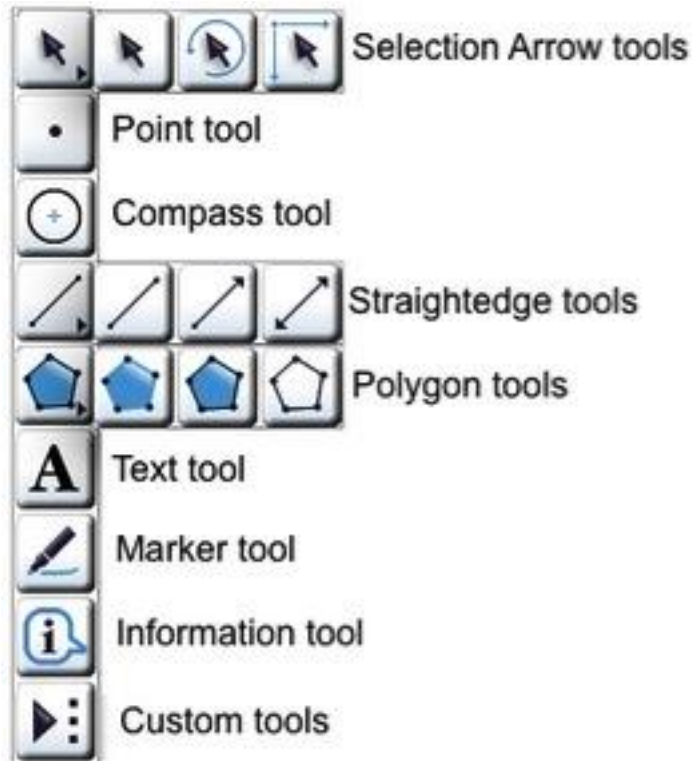 Selection Arrow tools
Point tool
Compass tool
Straightedge tools
Polygon tools
A Text tool
Marker tool
i Information tool
Custom tools